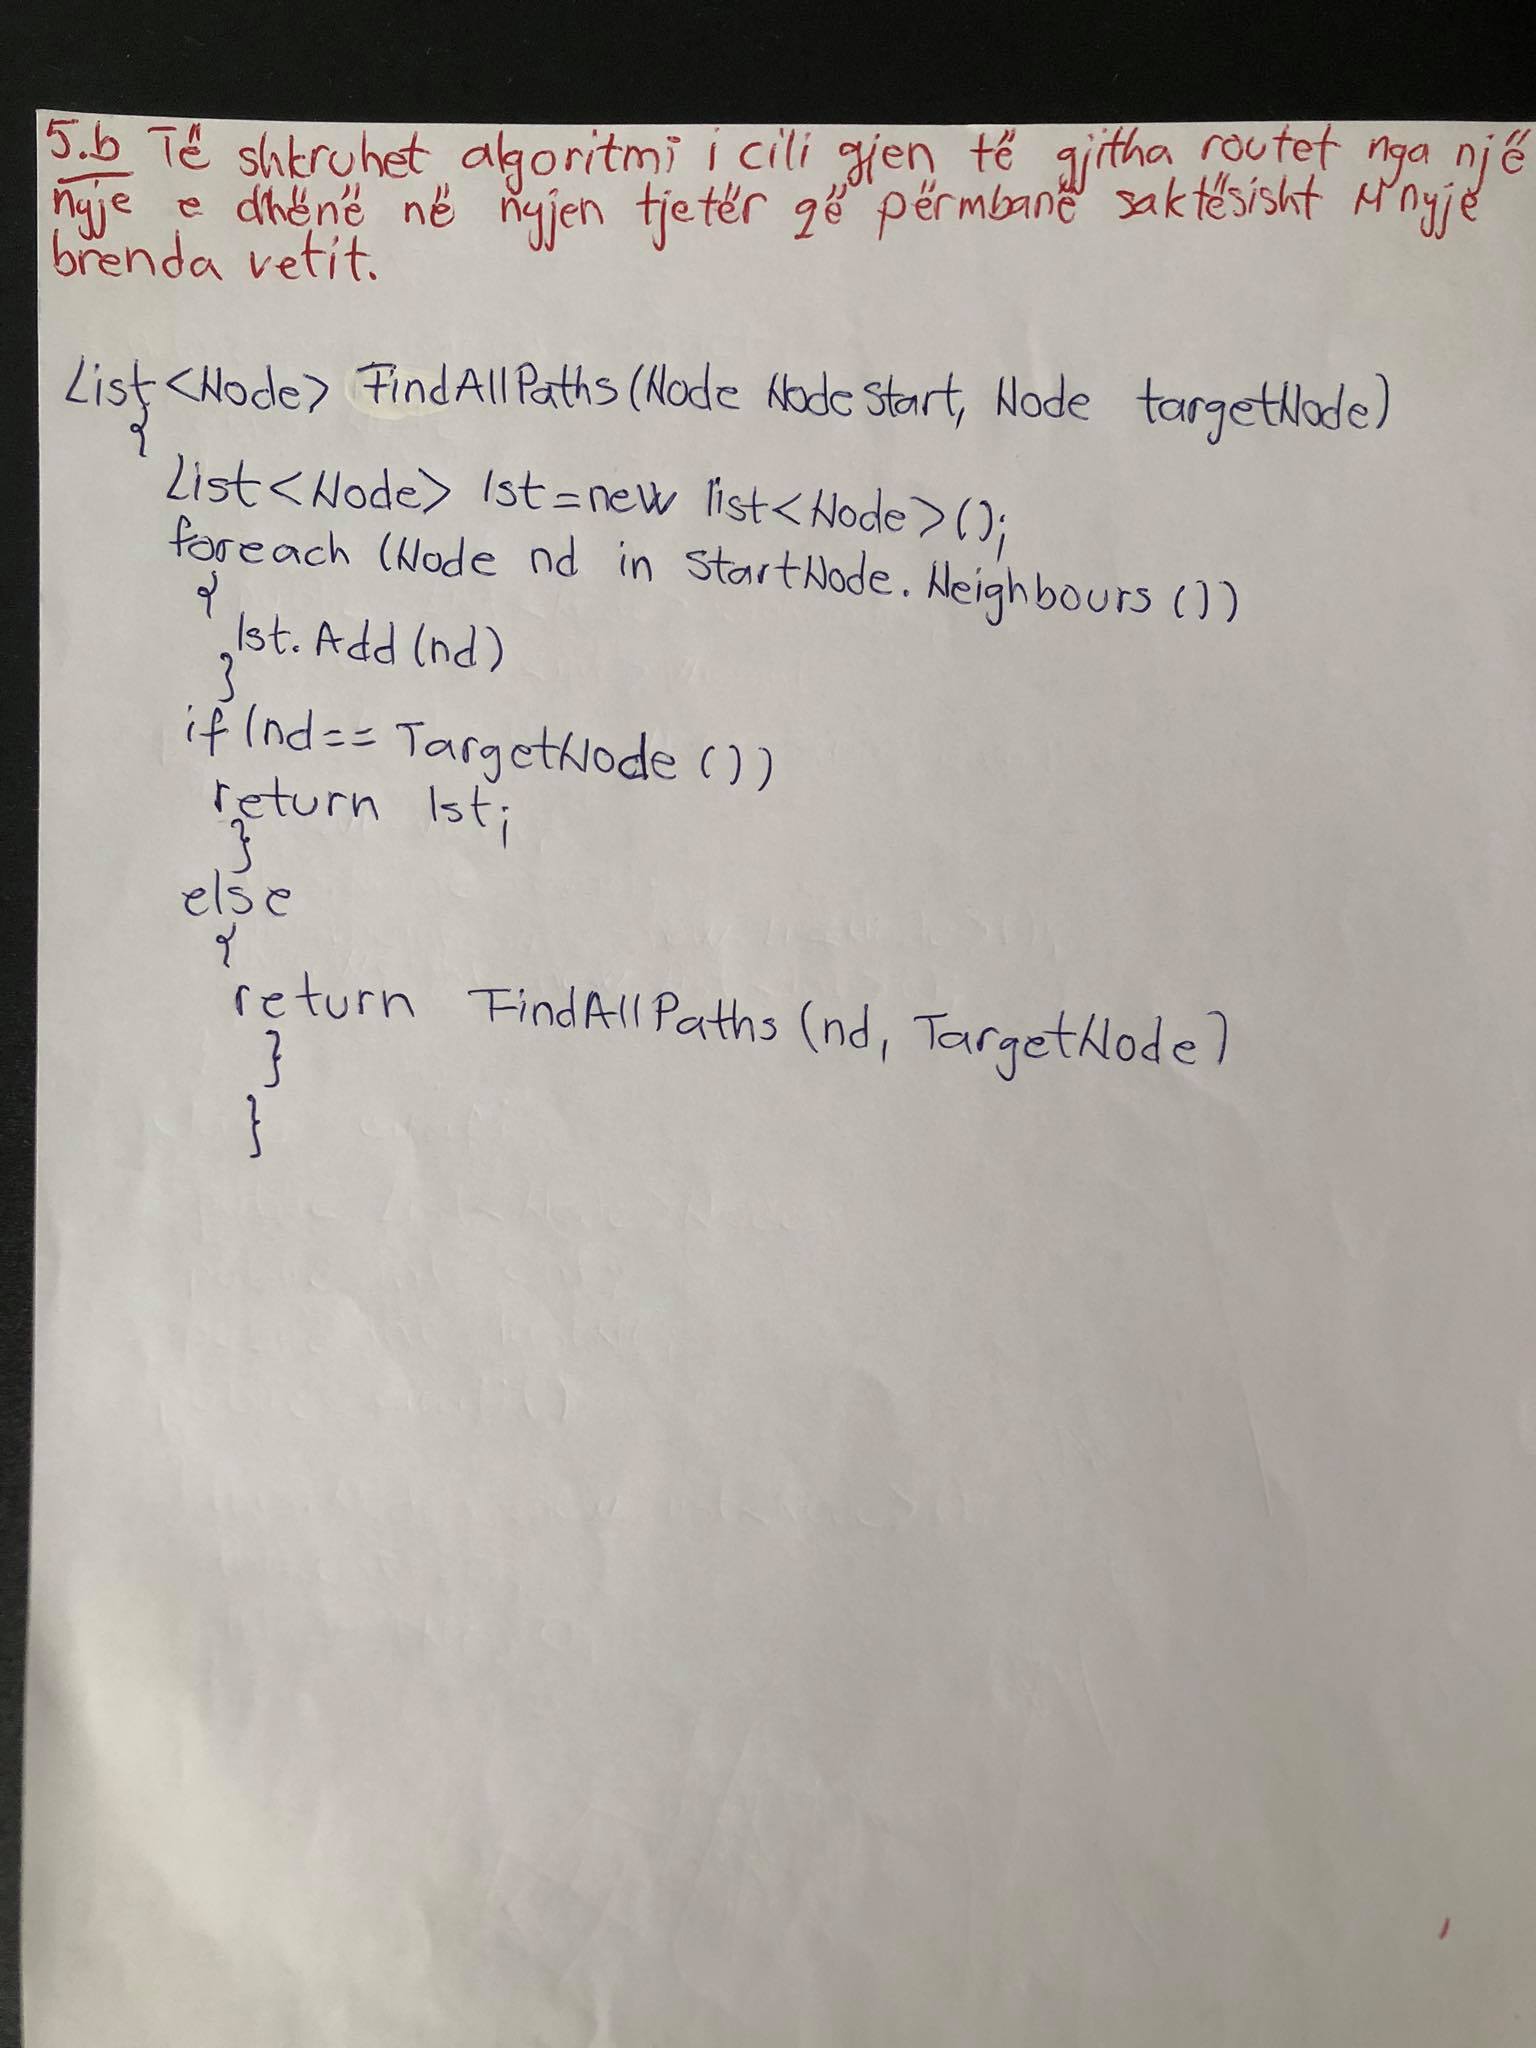 5.b Të shkruhet algoritmi i cili gjen të gjitha routet nga një
nyje e dhënë në nyjen tjetër që përmbanë saktësisht N nyje
brenda vetit.
List<Node> FindAllPaths(Node NodeStart, Node targetNode)
{
List<Node> lst=new list<Node>();
foreach (Node nd in StartNode.Neighbours())
{
lst.Add(nd)
}
if(nd==TargetNode())
return lst;
}
else
{
return FindAllPaths(nd, TargetNode)
}
}